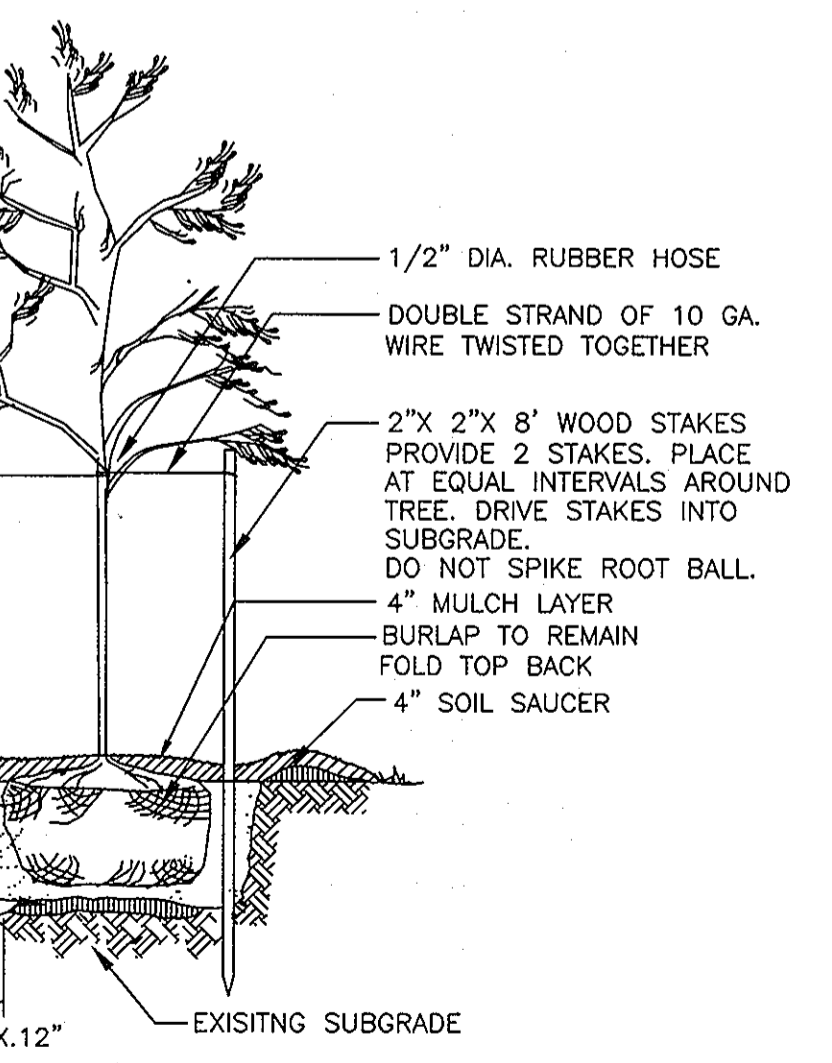 1/2" DIA. RUBBER HOSE
DOUBLE STRAND OF 10 GA.
WIRE TWISTED TOGETHER
2"X 2"X 8' WOOD STAKES
PROVIDE 2 STAKES. PLACE
AT EQUAL INTERVALS AROUND
TREE. DRIVE STAKES INTO
SUBGRADE.
DO NOT SPIKE ROOT BALL.
4" MULCH LAYER
BURLAP TO REMAIN
FOLD TOP BACK
4" SOIL SAUCER
EXISITNG SUBGRADE
X.12"